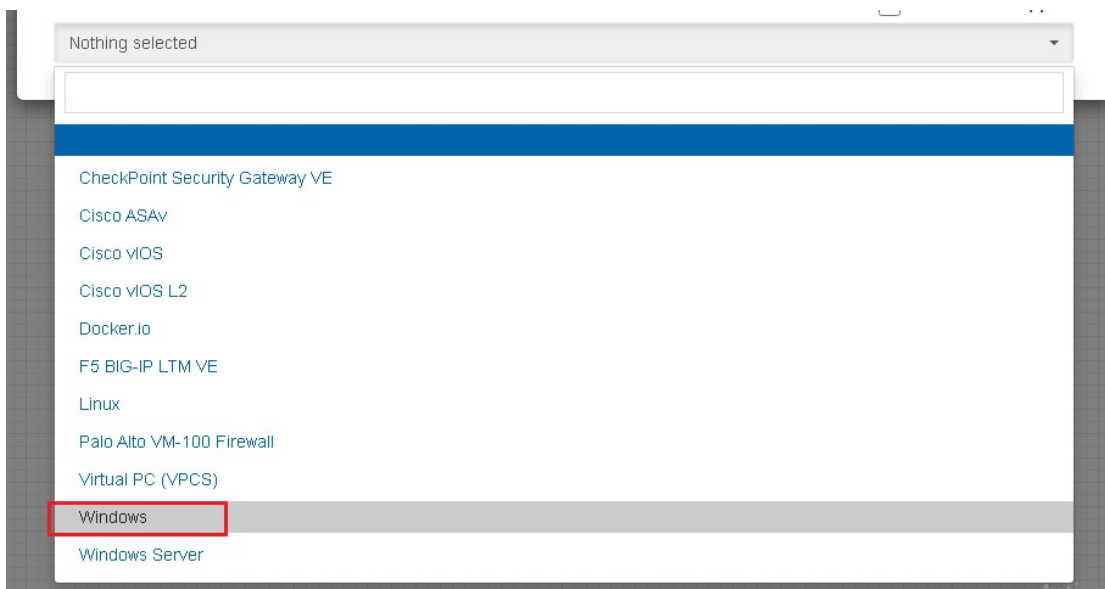 Nothing selected
CheckPoint Security Gateway VE
Cisco ASAv
Cisco vIOS
Cisco vIOS L2
Docker.io
F5 BIG-IP LTM VE
Linux
Palo Alto VM-100 Firewall
Virtual PC (VPCS)
Windows
Windows Server